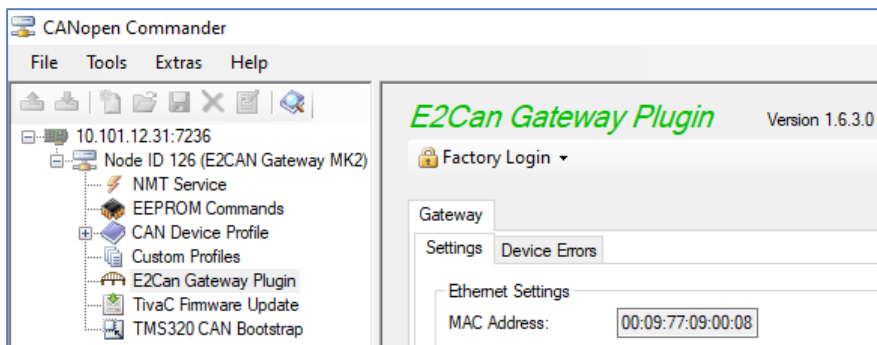 CANopen Commander
File Tools Extras Help
10.101.12.31:7236
Node ID 126 (E2CAN Gateway MK2)
NMT Service
EEPROM Commands
CAN Device Profile
Custom Profiles
E2Can Gateway Plugin
TivaC Firmware Update
TMS320 CAN Bootstrap
E2Can Gateway Plugin Version 1.6.3.0
Factory Login
Gateway
Settings Device Errors
Ethernet Settings
MAC Address: 00:09:77:09:00:08